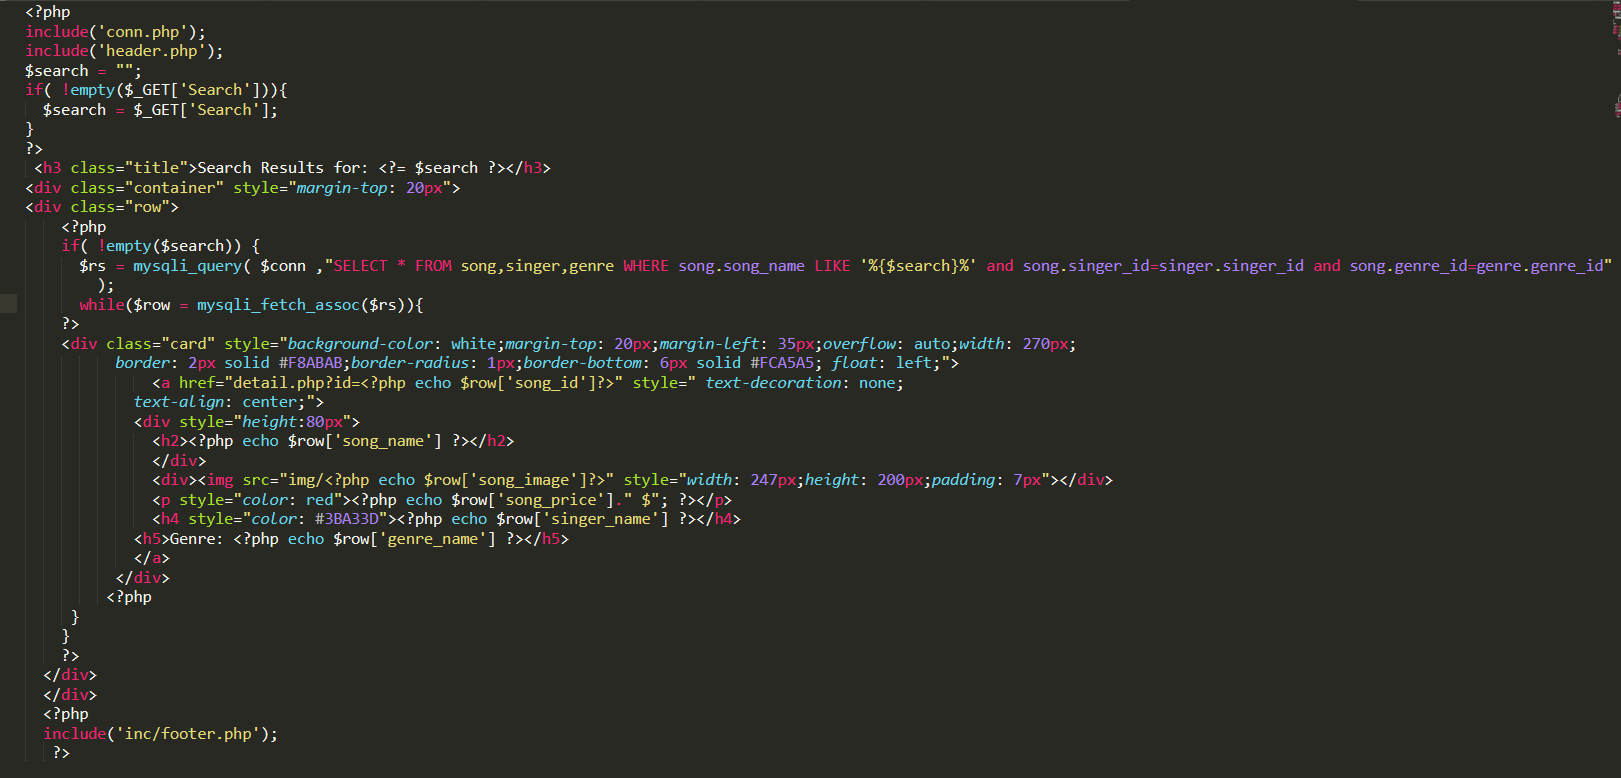 <?php
include('conn.php');
include('header.php');
$search = "";
if( !empty($_GET['Search'])){
$search = $_GET['Search'];
}
?>
<h3 class="title">Search Results for: <?= $search ?></h3>
<div class="container" style="margin-top: 20px">
<div class="row">
<?php
if( !empty($search)) {
$rs = mysqli_query( $conn ,"SELECT * FROM song,singer,genre WHERE song.song_name LIKE '%{$search}%' and song.singer_id=singer.singer_id and song.genre_id=genre.genre_id"
);
while($row = mysqli_fetch_assoc($rs)){
?>
<div class="card" style="background-color: white;margin-top: 20px;margin-left: 35px;overflow: auto;width: 270px;
border: 2px solid #F8ABAB;border-radius: 1px;border-bottom: 6px solid #FCA5A5; float: left;">
<a href="detail.php?id=<?php echo $row['song_id']?>" style=" text-decoration: none;
text-align: center;">
<div style="height:80px">
<h2><?php echo $row['song_name'] ?></h2>
</div>
<div><img src="img/<?php echo $row['song_image']?>" style="width: 247px;height: 200px;padding: 7px"></div>
<p style="color: red"><?php echo $row['song_price']." $"; ?></p>
<h4 style="color: #3BA33D"><?php echo $row['singer_name'] ?></h4>
<h5>Genre: <?php echo $row['genre_name'] ?></h5>
</a>
</div>
<?php
}
}
?>
</div>
</div>
<?php
include('inc/footer.php');
?>